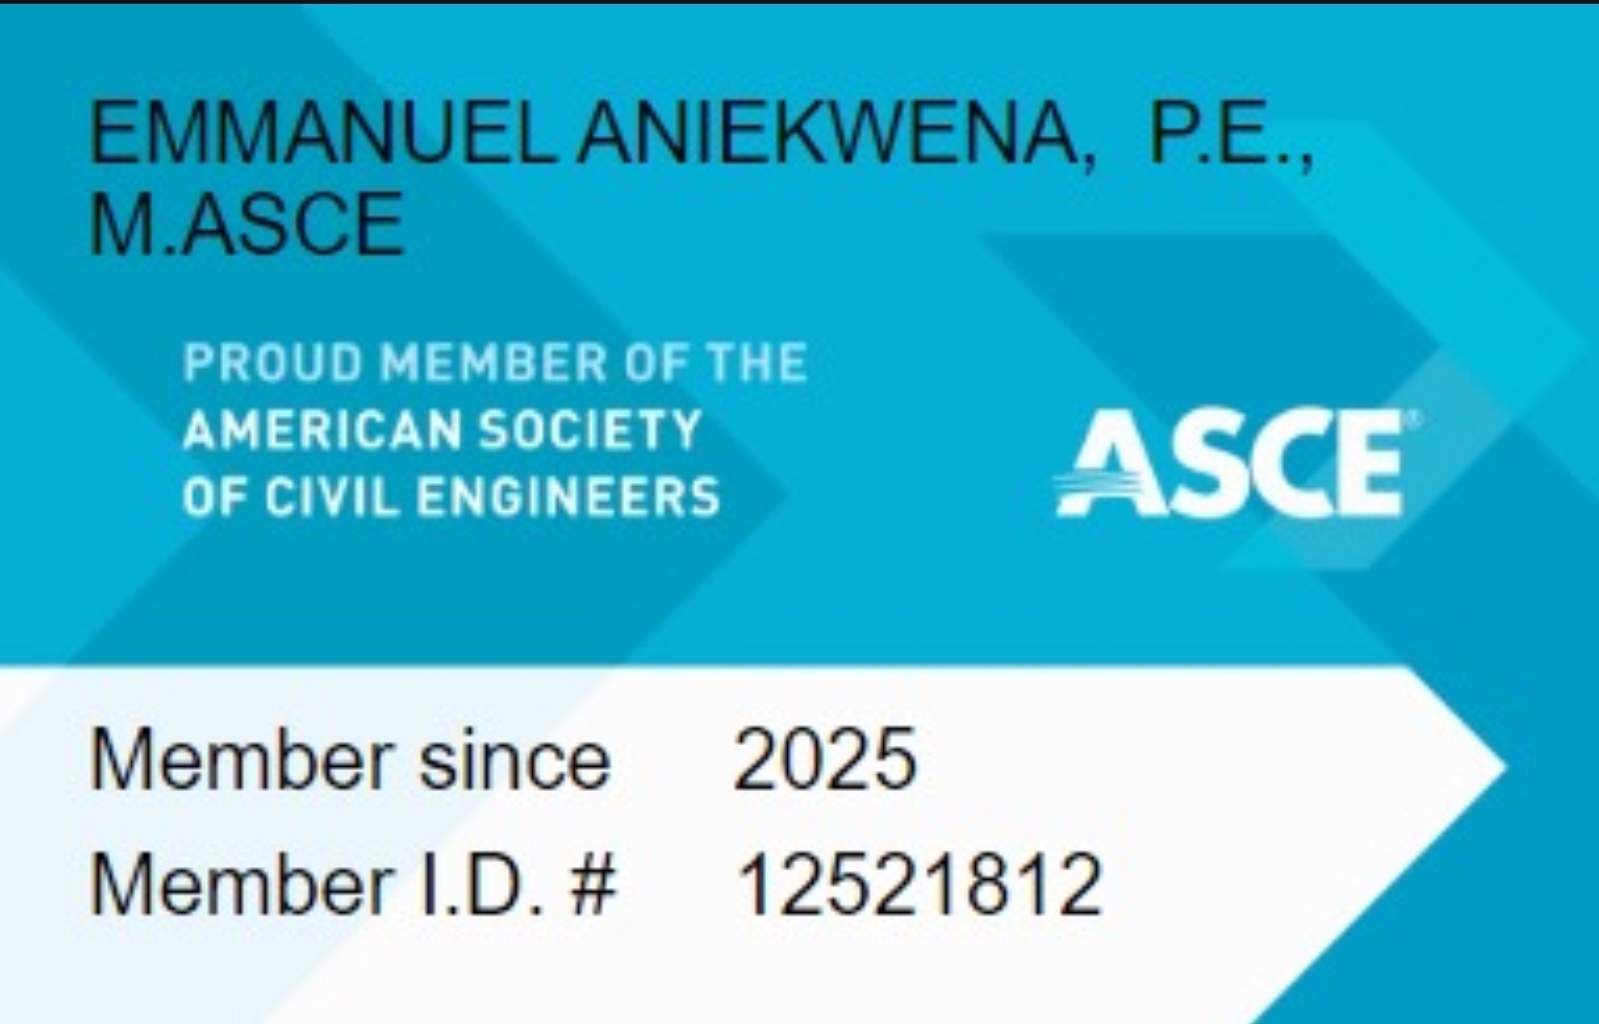 EMMANUEL ANIEKWENA, P.E.,
M.ASCE
PROUD MEMBER OF THE
AMERICAN SOCIETY
OF CIVIL ENGINEERS
ASCE®
Member since 2025
Member I.D. # 12521812